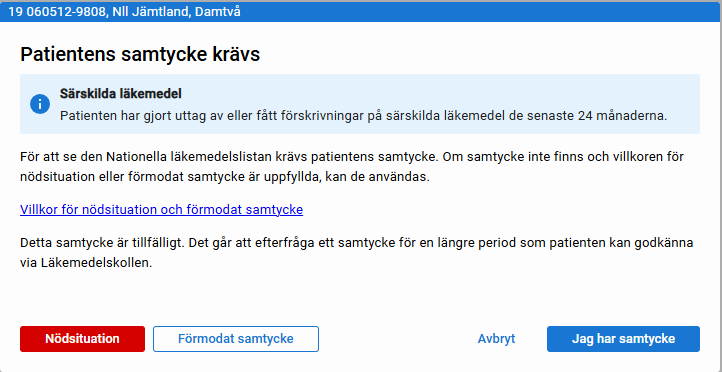 19 060512-9808, Nll Jämtland, Damtvå
Patientens samtycke krävs
Särskilda läkemedel
Patienten har gjort uttag av eller fått förskrivningar på särskilda läkemedel de senaste 24 månaderna.
För att se den Nationella läkemedelslistan krävs patientens samtycke. Om samtycke inte finns och villkoren för
nödsituation eller förmodat samtycke är uppfyllda, kan de användas.
Villkor för nödsituation och förmodat samtycke
Detta samtycke är tillfälligt. Det går att efterfråga ett samtycke för en längre period som patienten kan godkänna
via Läkemedelskollen.
Nödsituation Förmodat samtycke Avbryt Jag har samtycke